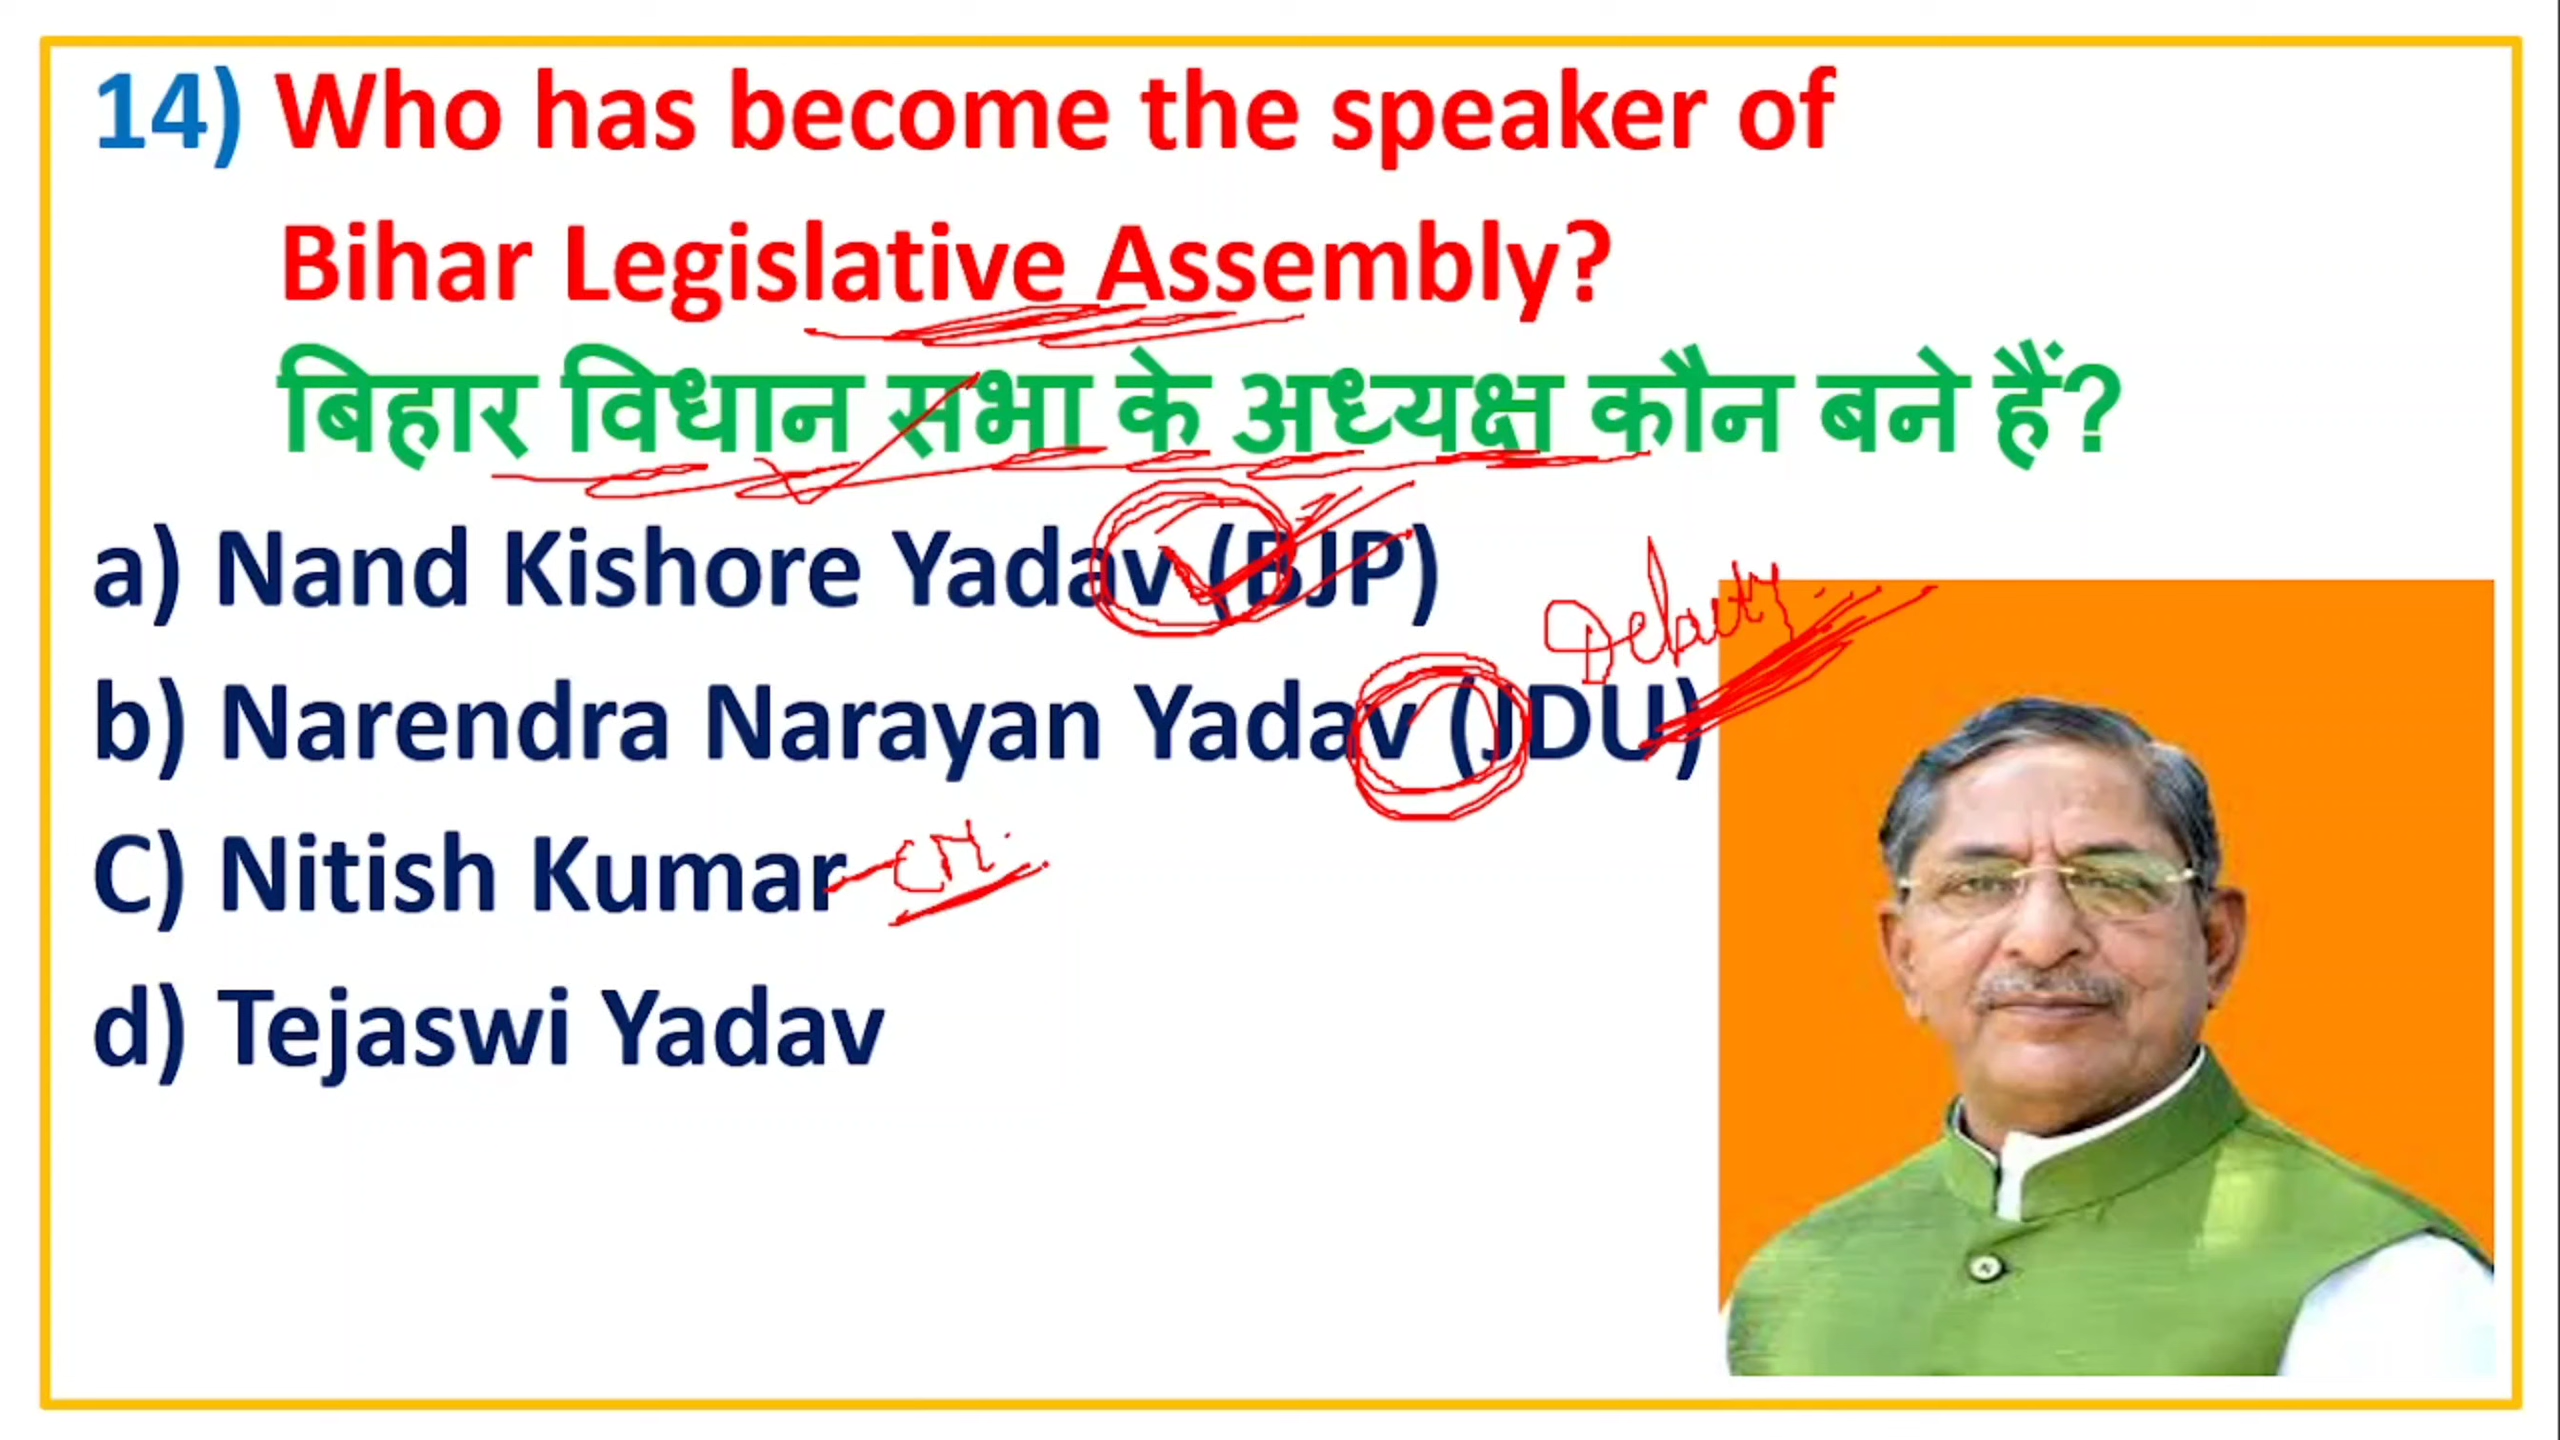 14) Who has become the speaker of
Bihar Legislative Assembly?
बिहार विधान सभा के अध्यक्ष कौन बने हैं?
a) Nand Kishore Yadav (BJP)
Deputy.
b) Narendra Narayan Yadav (JDU)
C) Nitish Kumar - CM.
d) Tejaswi Yadav